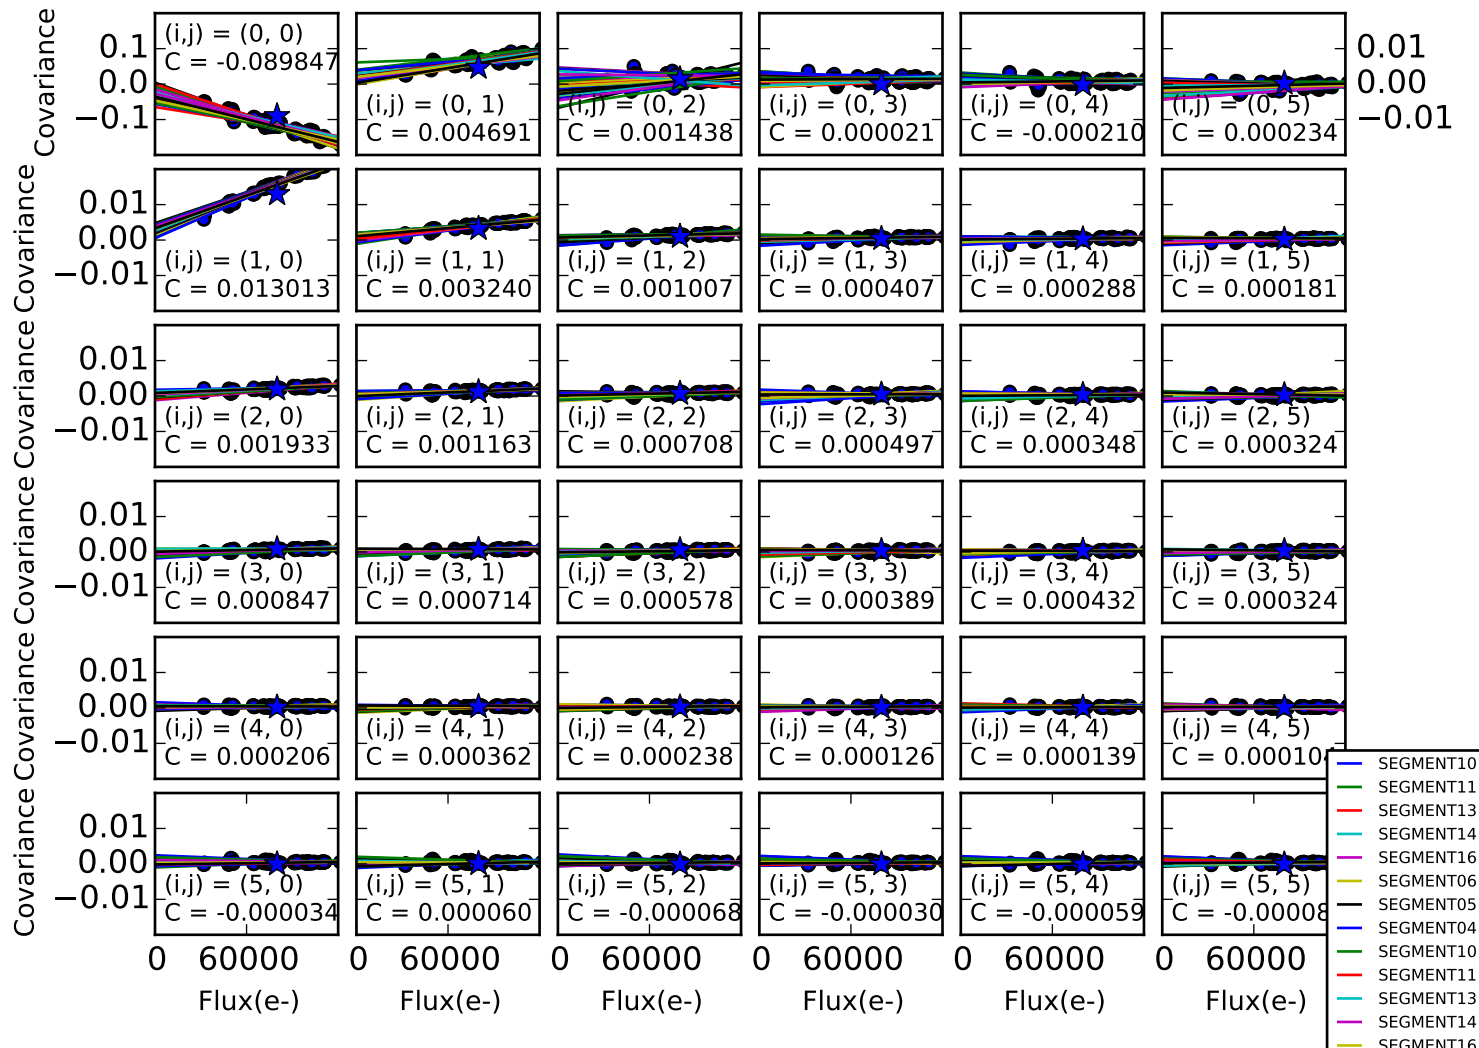 Covariance
0.1
0.0
−0.1
(i,j) = (0, 0)
C = -0.089847
(i,j) = (0, 1)
C = 0.004691
(i,j) = (0, 2)
C = 0.001438
(i,j) = (0, 3)
C = 0.000021
(i,j) = (0, 4)
C = -0.000210
(i,j) = (0, 5)
C = 0.000234
0.01
0.00
−0.01
Covariance
0.01
0.00
−0.01
(i,j) = (1, 0)
C = 0.013013
(i,j) = (1, 1)
C = 0.003240
(i,j) = (1, 2)
C = 0.001007
(i,j) = (1, 3)
C = 0.000407
(i,j) = (1, 4)
C = 0.000288
(i,j) = (1, 5)
C = 0.000181
Covariance
0.01
0.00
−0.01
(i,j) = (2, 0)
C = 0.001933
(i,j) = (2, 1)
C = 0.001163
(i,j) = (2, 2)
C = 0.000708
(i,j) = (2, 3)
C = 0.000497
(i,j) = (2, 4)
C = 0.000348
(i,j) = (2, 5)
C = 0.000324
Covariance
0.01
0.00
−0.01
(i,j) = (3, 0)
C = 0.000847
(i,j) = (3, 1)
C = 0.000714
(i,j) = (3, 2)
C = 0.000578
(i,j) = (3, 3)
C = 0.000389
(i,j) = (3, 4)
C = 0.000432
(i,j) = (3, 5)
C = 0.000324
Covariance
0.01
0.00
−0.01
(i,j) = (4, 0)
C = 0.000206
(i,j) = (4, 1)
C = 0.000362
(i,j) = (4, 2)
C = 0.000238
(i,j) = (4, 3)
C = 0.000126
(i,j) = (4, 4)
C = 0.000139
(i,j) = (4, 5)
C = 0.000104
Covariance
0.01
0.00
−0.01
(i,j) = (5, 0)
C = -0.000034
(i,j) = (5, 1)
C = 0.000060
(i,j) = (5, 2)
C = -0.000068
(i,j) = (5, 3)
C = -0.000030
(i,j) = (5, 4)
C = -0.000059
(i,j) = (5, 5)
C = -0.00008
0 60000
0 60000
0 60000
0 60000
0 60000
0 60000
Flux(e-)
Flux(e-)
Flux(e-)
Flux(e-)
Flux(e-)
Flux(e-)
SEGMENT10
SEGMENT11
SEGMENT13
SEGMENT14
SEGMENT16
SEGMENT06
SEGMENT05
SEGMENT04
SEGMENT10
SEGMENT11
SEGMENT13
SEGMENT14
SEGMENT16